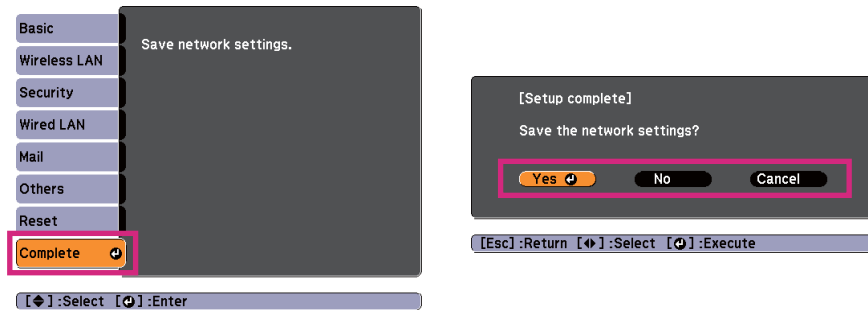 Basic
Wireless LAN
Security
Wired LAN
Mail
Others
Reset
Complete
Save network settings.
[ ] :Select [ ] :Enter
[Setup complete]
Save the network settings?
Yes No Cancel
[Esc] :Return [ ] :Select [ ] :Execute